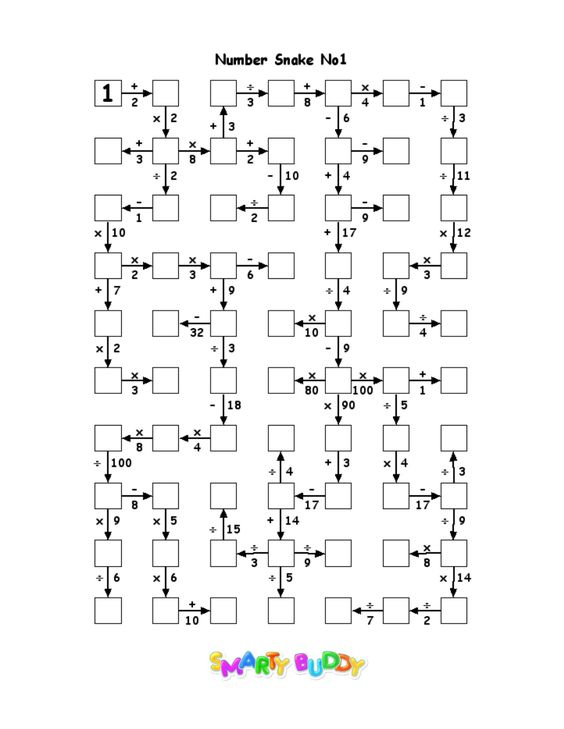 Number Snake No1
1 + 2 ÷ 3 + 8 × 4 - 1
× 2 + 3 - 6 ÷ 3
+ 3 × 8 + 2 - 9
÷ 2 - 10 + 4 ÷ 11
- 1 ÷ 2 - 9
× 10 + 17 × 12
× 2 × 3 - 6 × 3
+ 7 + 9 ÷ 4 ÷ 9
- 32 × 10 ÷ 4
× 2 ÷ 3 - 9
× 3 × 80 × 100 + 1
- 18 × 90 ÷ 5
× 8 × 4
÷ 100 ÷ 4 + 3 × 4 ÷ 3
- 8 - 17 - 17
× 9 × 5 ÷ 15 + 14 ÷ 9
÷ 3 ÷ 9 × 8
÷ 6 × 6 ÷ 5 × 14
+ 10 ÷ 7 ÷ 2
SMARTY BUDDY